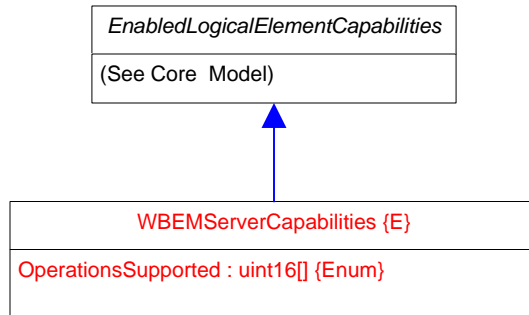 EnabledLogicalElementCapabilities
(See Core Model)
WBEMServerCapabilities {E}
OperationsSupported : uint16[] {Enum}